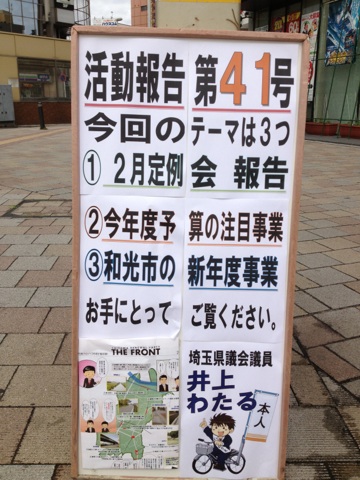 活動報告 第41号
今回のテーマは3つ
①2月定例会 報告
②今年度予算の注目事業
③和光市の新年度事業
お手にとってご覧ください。
THE FRONT
埼玉県議会議員
井上
わたる
本人